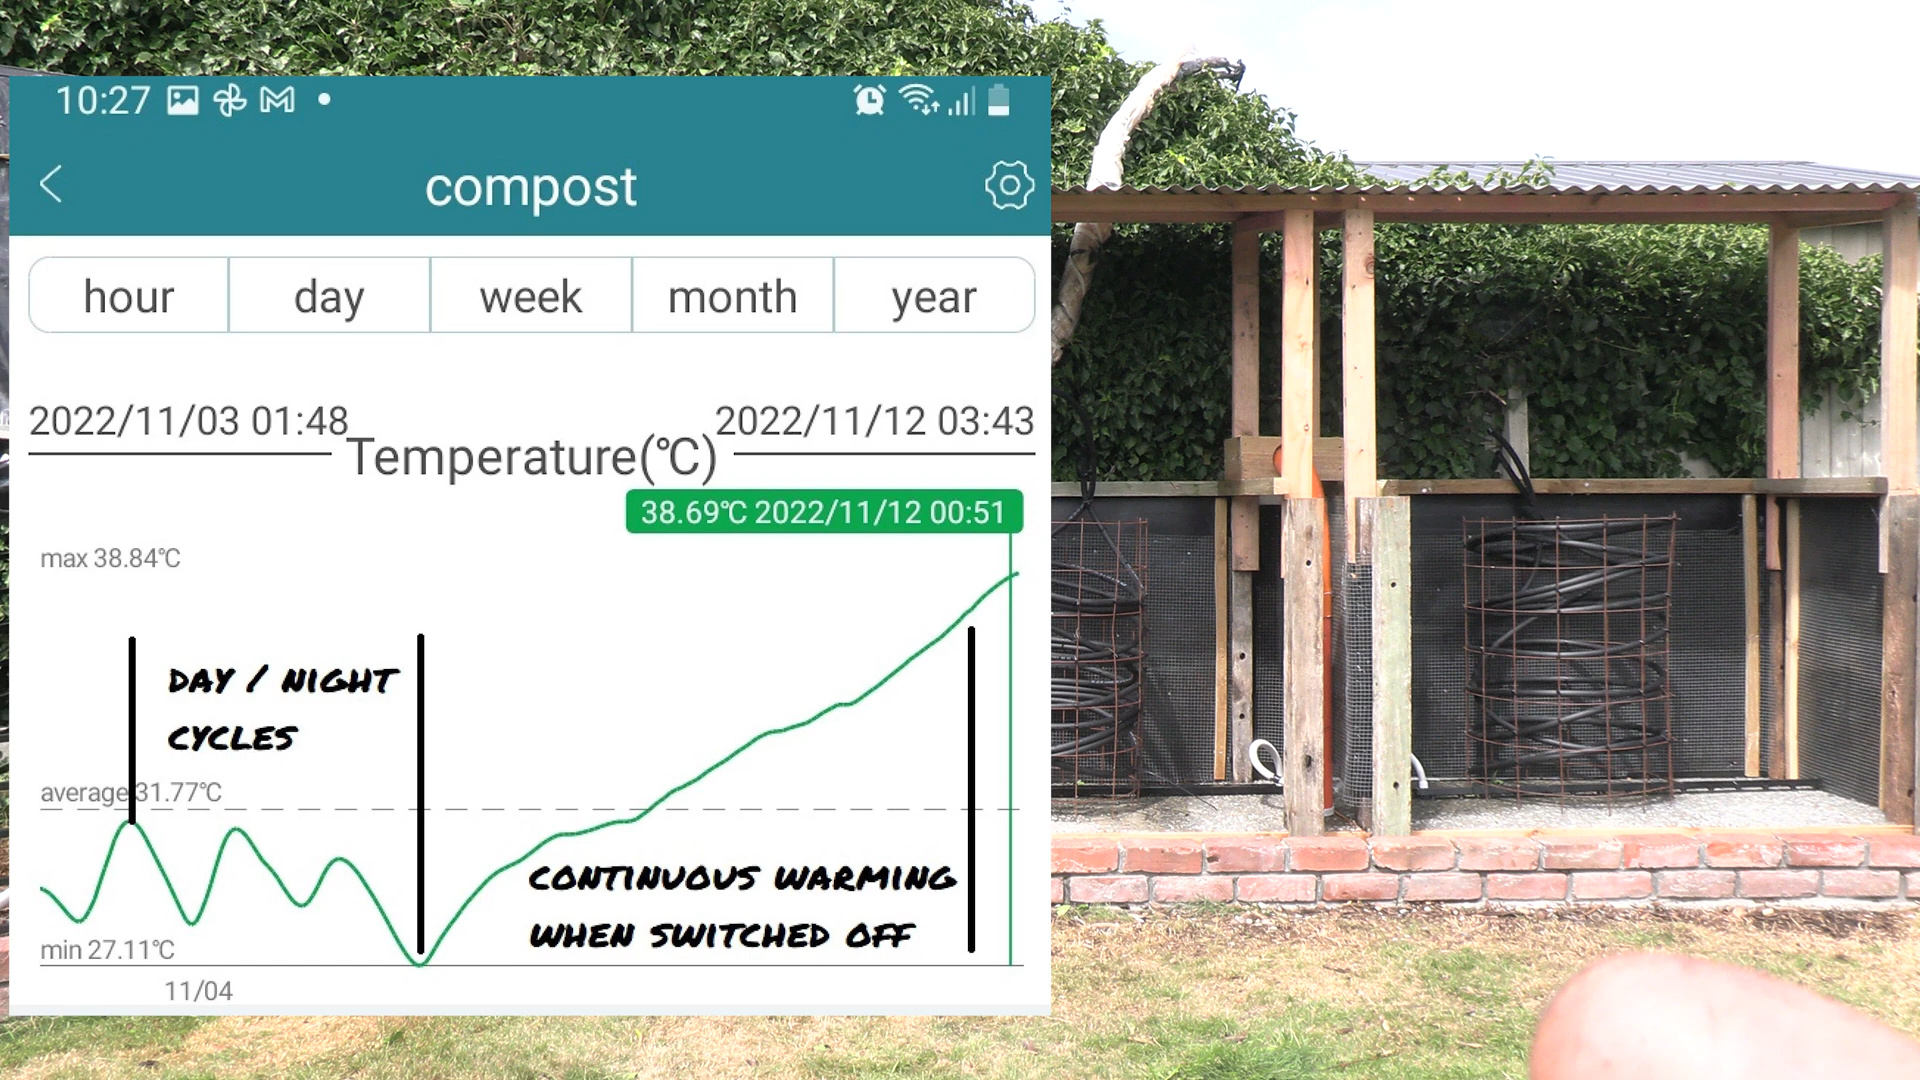 10:27
compost
hour day week month year
2022/11/03 01:48 2022/11/12 03:43
Temperature(℃)
38.69℃ 2022/11/12 00:51
max 38.84℃
DAY / NIGHT
CYCLES
average 31.77℃
CONTINUOUS WARMING
WHEN SWITCHED OFF
min 27.11℃
11/04